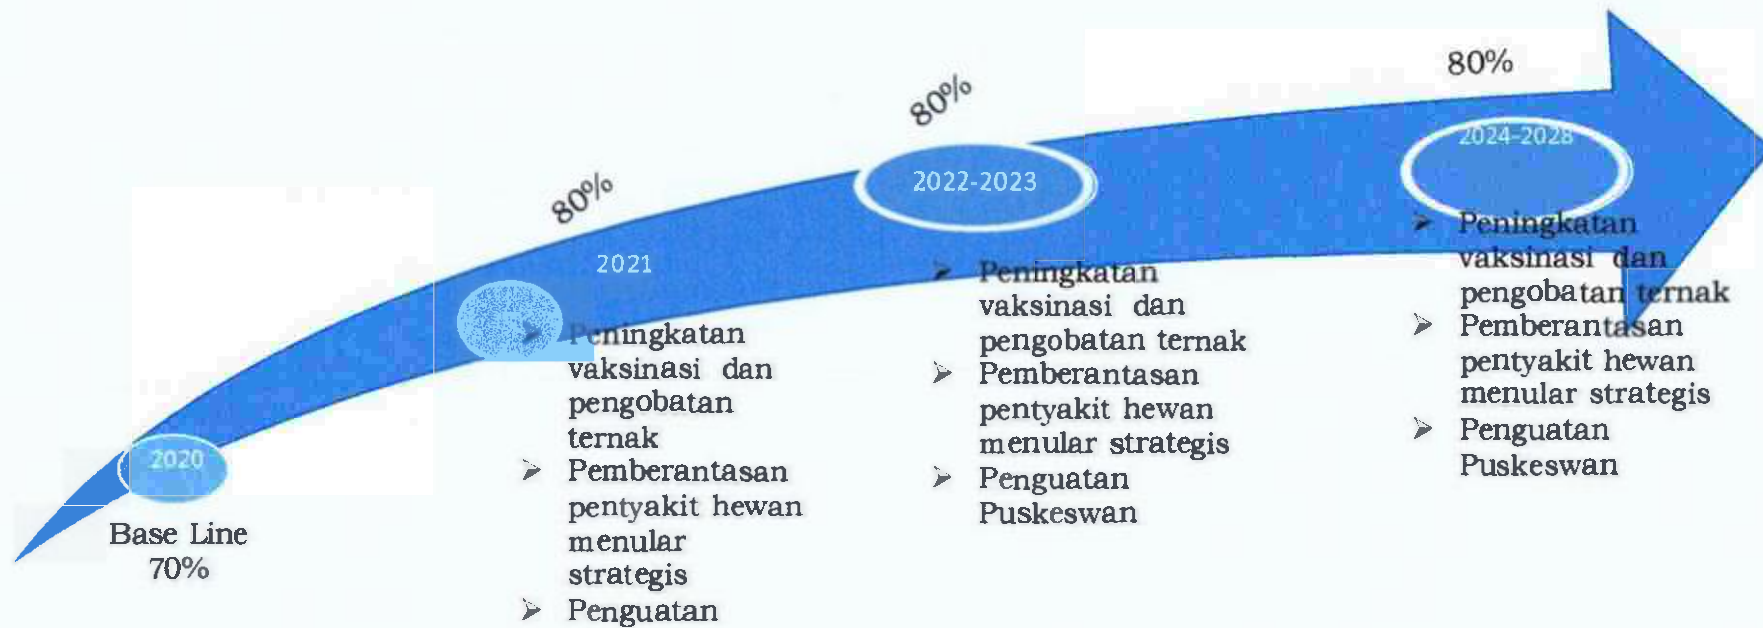 2020
Base Line
70%
80%
2021
➤ Peningkatan
vaksinasi dan
pengobatan
ternak
➤ Pemberantasan
pentyakit hewan
menular
strategis
➤ Penguatan
80%
2022-2023
➤ Peningkatan
vaksinasi dan
pengobatan ternak
➤ Pemberantasan
pentyakit hewan
menular strategis
➤ Penguatan
Puskeswan
80%
2024-2028
➤ Peningkatan
vaksinasi dan
pengobatan ternak
➤ Pemberantasan
pentyakit hewan
menular strategis
➤ Penguatan
Puskeswan